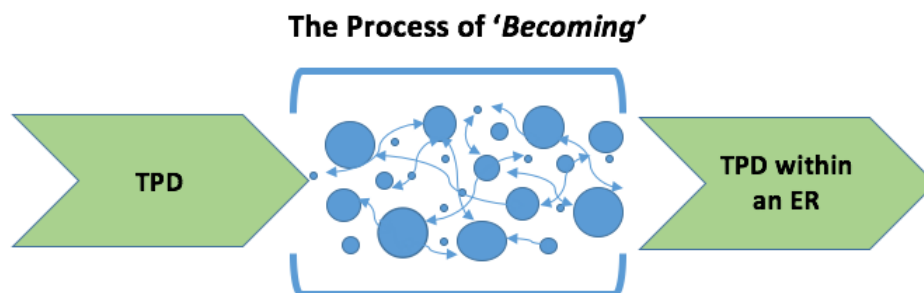 The Process of 'Becoming'
TPD
TPD within
an ER